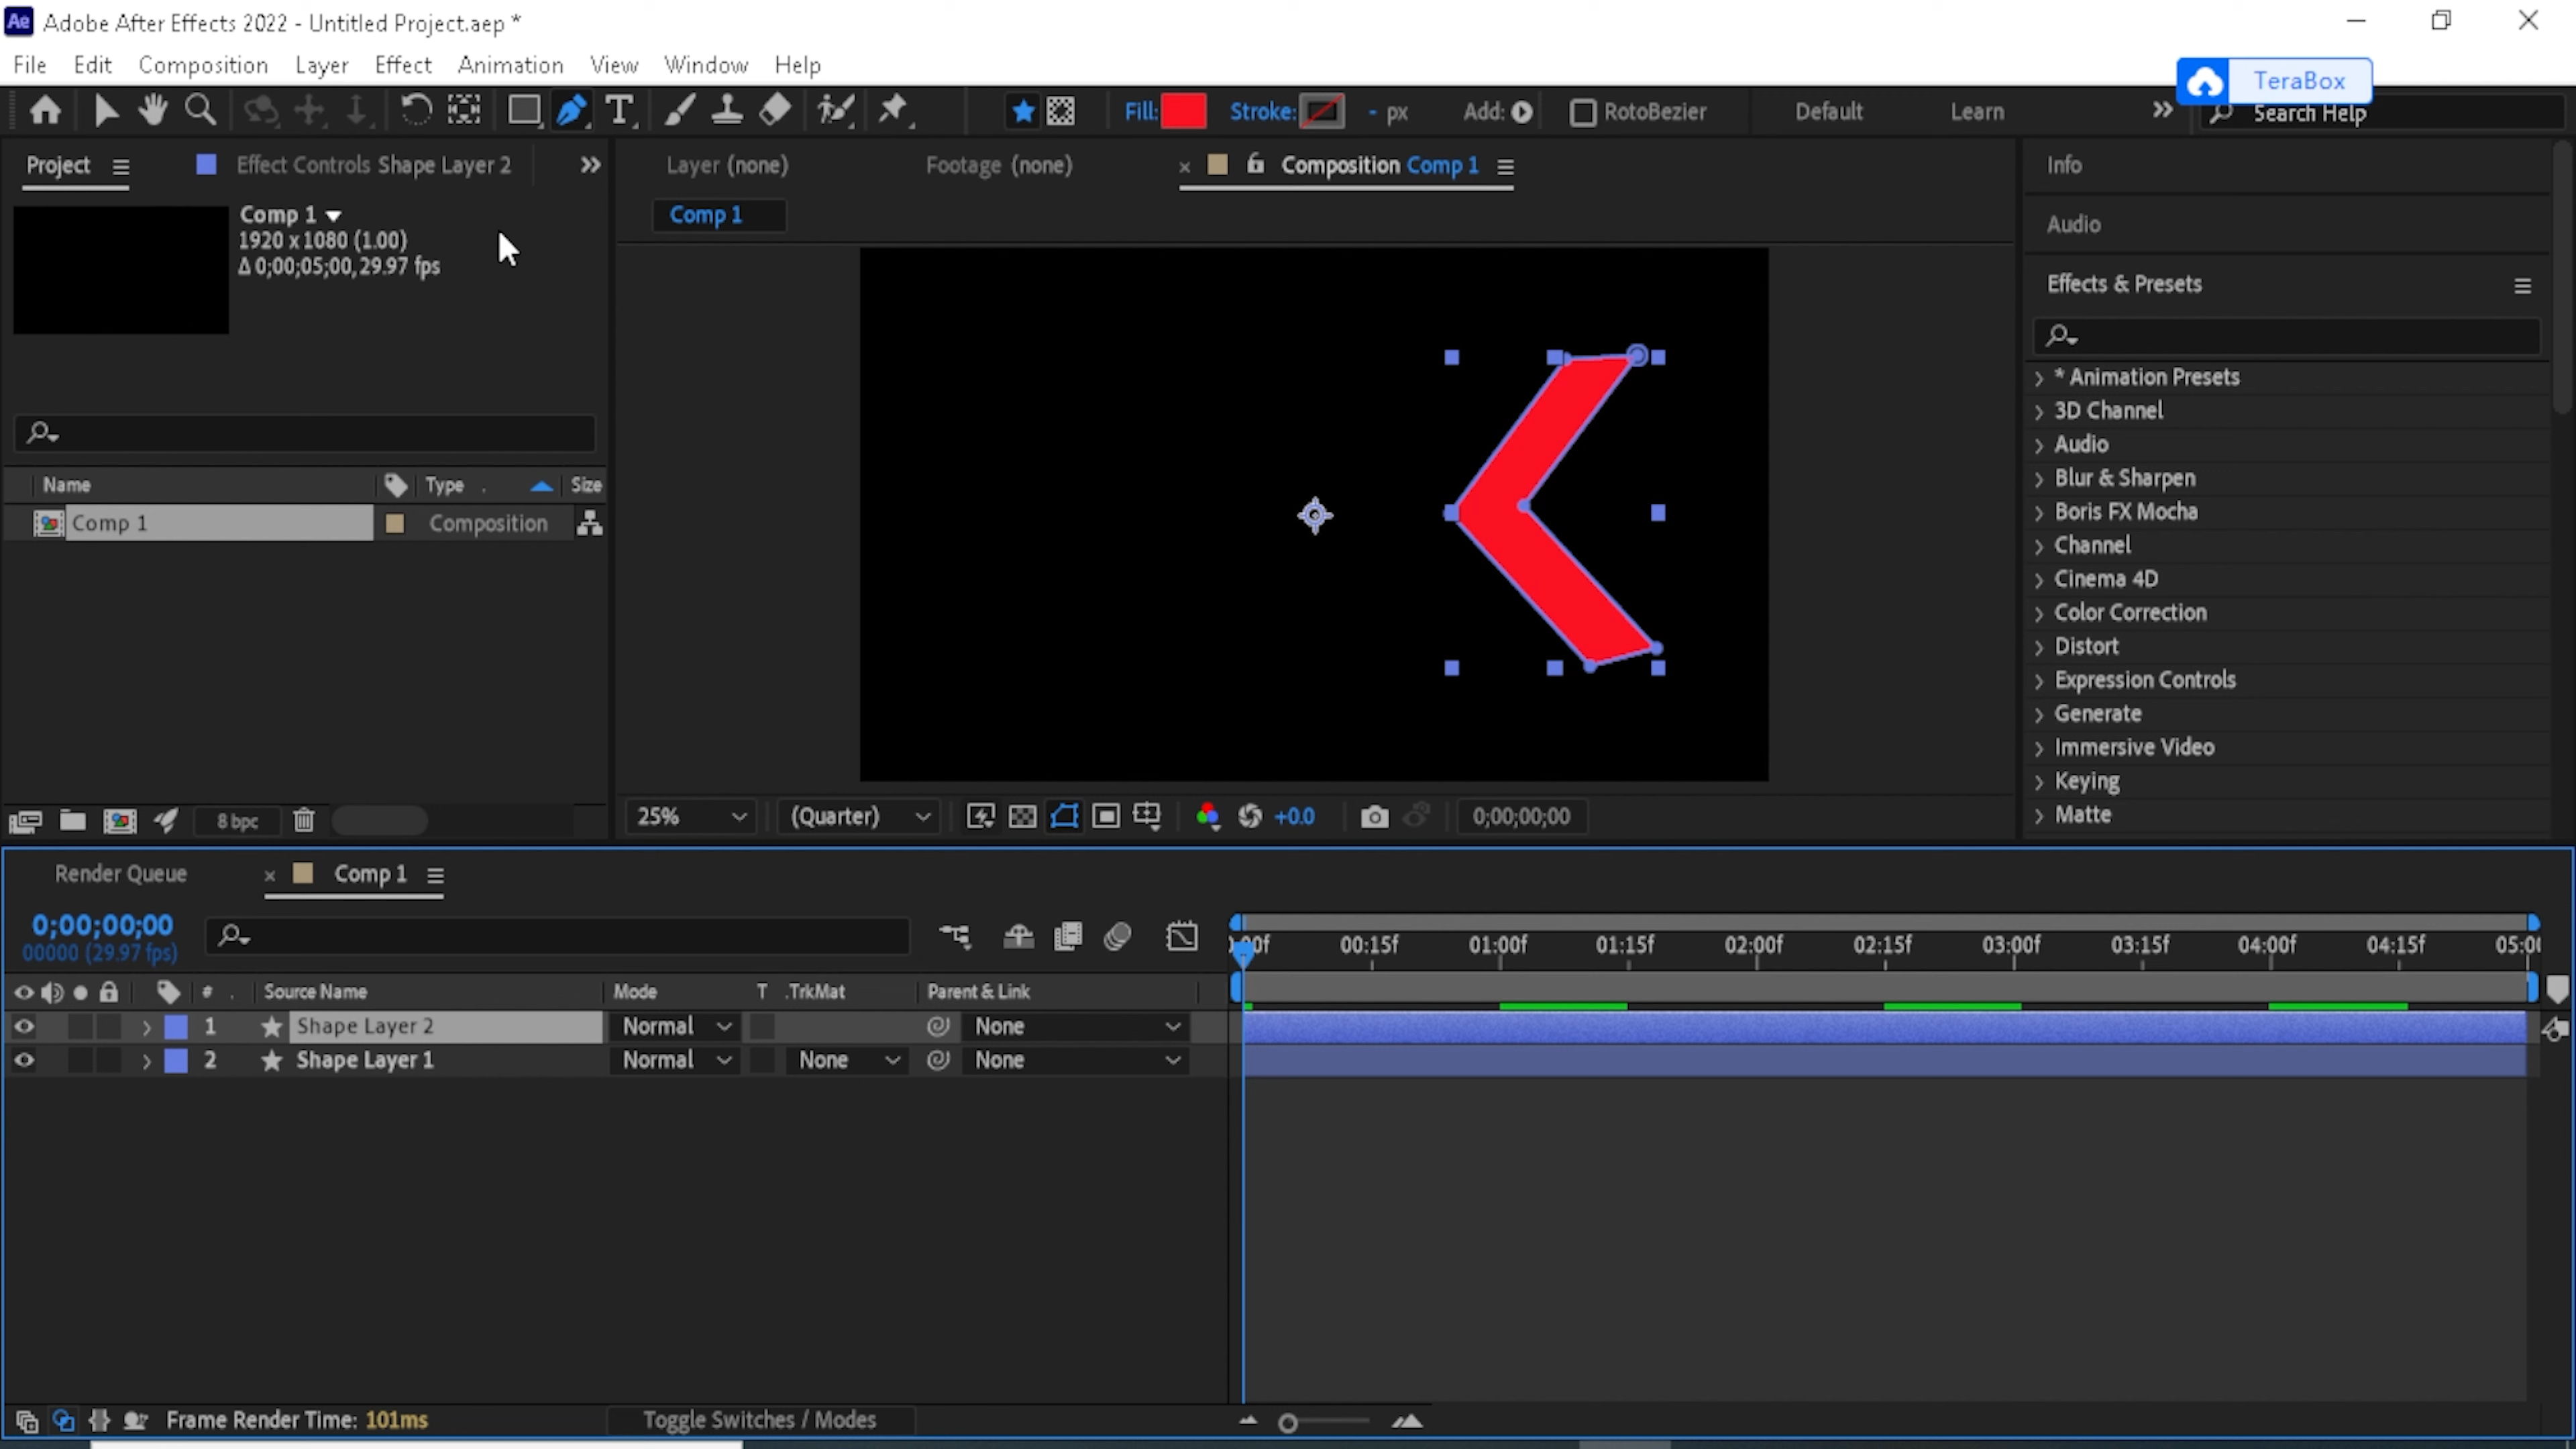 Ae Adobe After Effects 2022 - Untitled Project.aep *
File Edit Composition Layer Effect Animation View Window Help
TeraBox
T Fill: Stroke: - px Add: RotoBezier Default Learn Search Help
Project Effect Controls Shape Layer 2 Layer (none) Footage (none) × Composition Comp 1 Info
Comp 1
1920 x 1080 (1.00)
Δ 0;00;05;00, 29.97 fps
Comp 1
Audio
Effects & Presets
* Animation Presets
3D Channel
Audio
Blur & Sharpen
Boris FX Mocha
Channel
Cinema 4D
Color Correction
Distort
Expression Controls
Generate
Immersive Video
Keying
Matte
Name Type Size
Comp 1 Composition
8 bpc 25% (Quarter) +0.0 0;00;00;00
Render Queue × Comp 1
0;00;00;00
00000 (29.97 fps)
00f 00:15f 01:00f 01:15f 02:00f 02:15f 03:00f 03:15f 04:00f 04:15f 05:00
# Source Name Mode T .TrkMat Parent & Link
1 Shape Layer 2 Normal None
2 Shape Layer 1 Normal None None
Frame Render Time: 101ms Toggle Switches / Modes